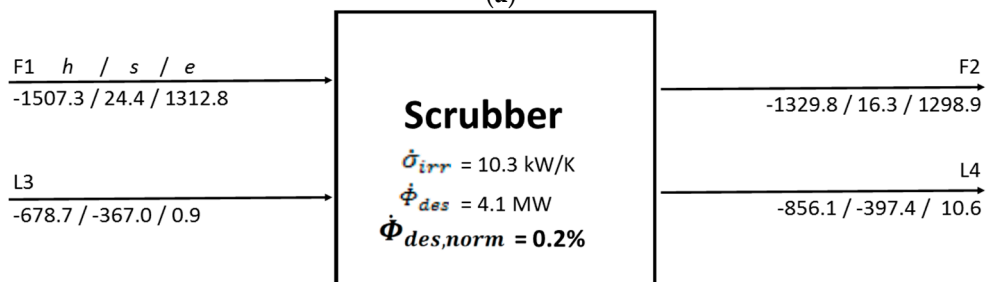 (a)
F1 h / s / e
-1507.3 / 24.4 / 1312.8
L3
-678.7 / -367.0 / 0.9
Scrubber
σ̇irr = 10.3 kW/K
Φ̇des = 4.1 MW
Φ̇des,norm = 0.2%
F2
-1329.8 / 16.3 / 1298.9
L4
-856.1 / -397.4 / 10.6